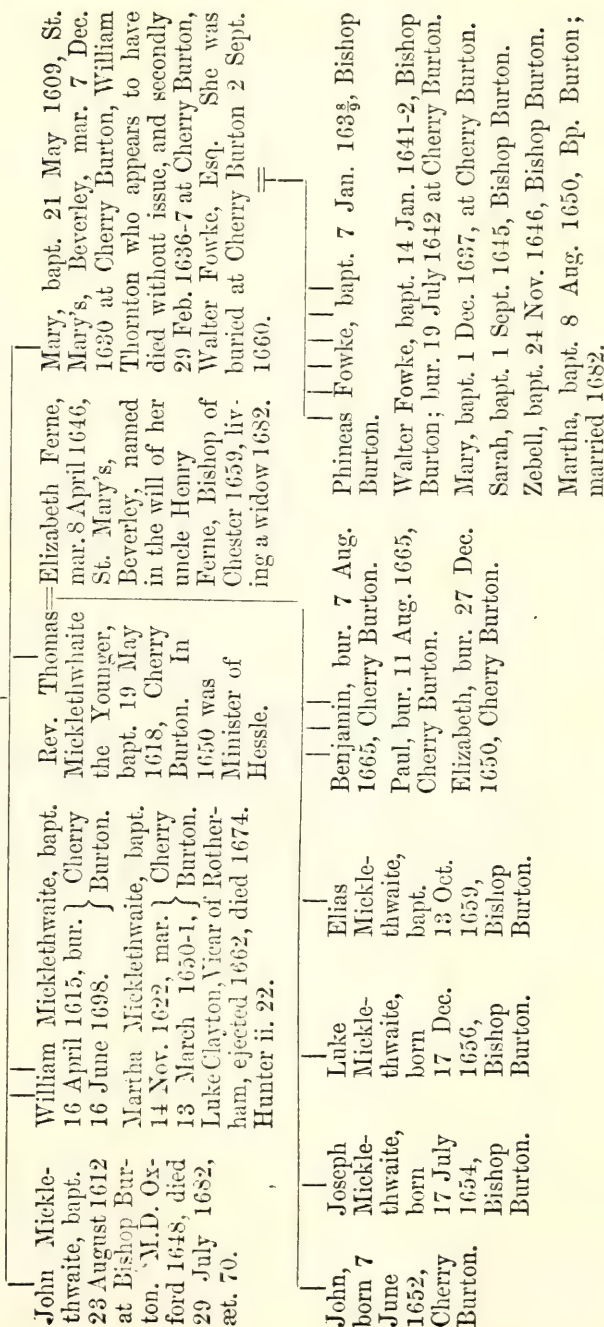 John Mickle-
thwaite, bapt.
23 August 1612
at Bishop Bur-
ton. M.D. Ox-
ford 1648, died
29 July 1682,
æt. 70.
William Micklethwaite, bapt.
16 April 1615, bur. } Cherry
16 June 1698. } Burton.
Martha Micklethwaite, bapt.
14 Nov. 1622, mar. } Cherry
13 March 1650-1, } Burton.
Luke Clayton, Vicar of Rother-
ham, ejected 1662, died 1674.
Hunter ii. 22.
Rev. Thomas
Micklethwhaite
the Younger,
bapt. 19 May
1618, Cherry
Burton. In
1650 was
Minister of
Hessle.
=Elizabeth Ferne,
mar. 8 April 1646,
St. Mary's,
Beverley, named
in the will of her
uncle Henry
Ferne, Bishop of
Chester 1659, liv-
ing a widow 1682.
Mary, bapt. 21 May 1609, St.
Mary's, Beverley, mar. 7 Dec.
1630 at Cherry Burton, William
Thornton who appears to have
died without issue, and secondly
29 Feb. 1636-7 at Cherry Burton,
Walter Fowke, Esq. She was
buried at Cherry Burton 2 Sept.
1660.
John,
born 7
June
1652,
Cherry
Burton.
Joseph
Mickle-
thwaite,
born
17 July
1654,
Bishop
Burton.
Luke
Mickle-
thwaite,
born
17 Dec.
1656,
Bishop
Burton.
Elias
Mickle-
thwaite,
bapt.
13 Oct.
1659,
Bishop
Burton.
Benjamin, bur. 7 Aug.
1665, Cherry Burton.
Paul, bur. 11 Aug. 1665,
Cherry Burton.
Elizabeth, bur. 27 Dec.
1650, Cherry Burton.
Phineas Fowke, bapt. 7 Jan. 163 8/9, Bishop
Burton.
Walter Fowke, bapt. 14 Jan. 1641-2, Bishop
Burton; bur. 19 July 1642 at Cherry Burton.
Mary, bapt. 1 Dec. 1637, at Cherry Burton.
Sarah, bapt. 1 Sept. 1645, Bishop Burton.
Zebell, bapt. 24 Nov. 1646, Bishop Burton.
Martha, bapt. 8 Aug. 1650, Bp. Burton;
married 1682.